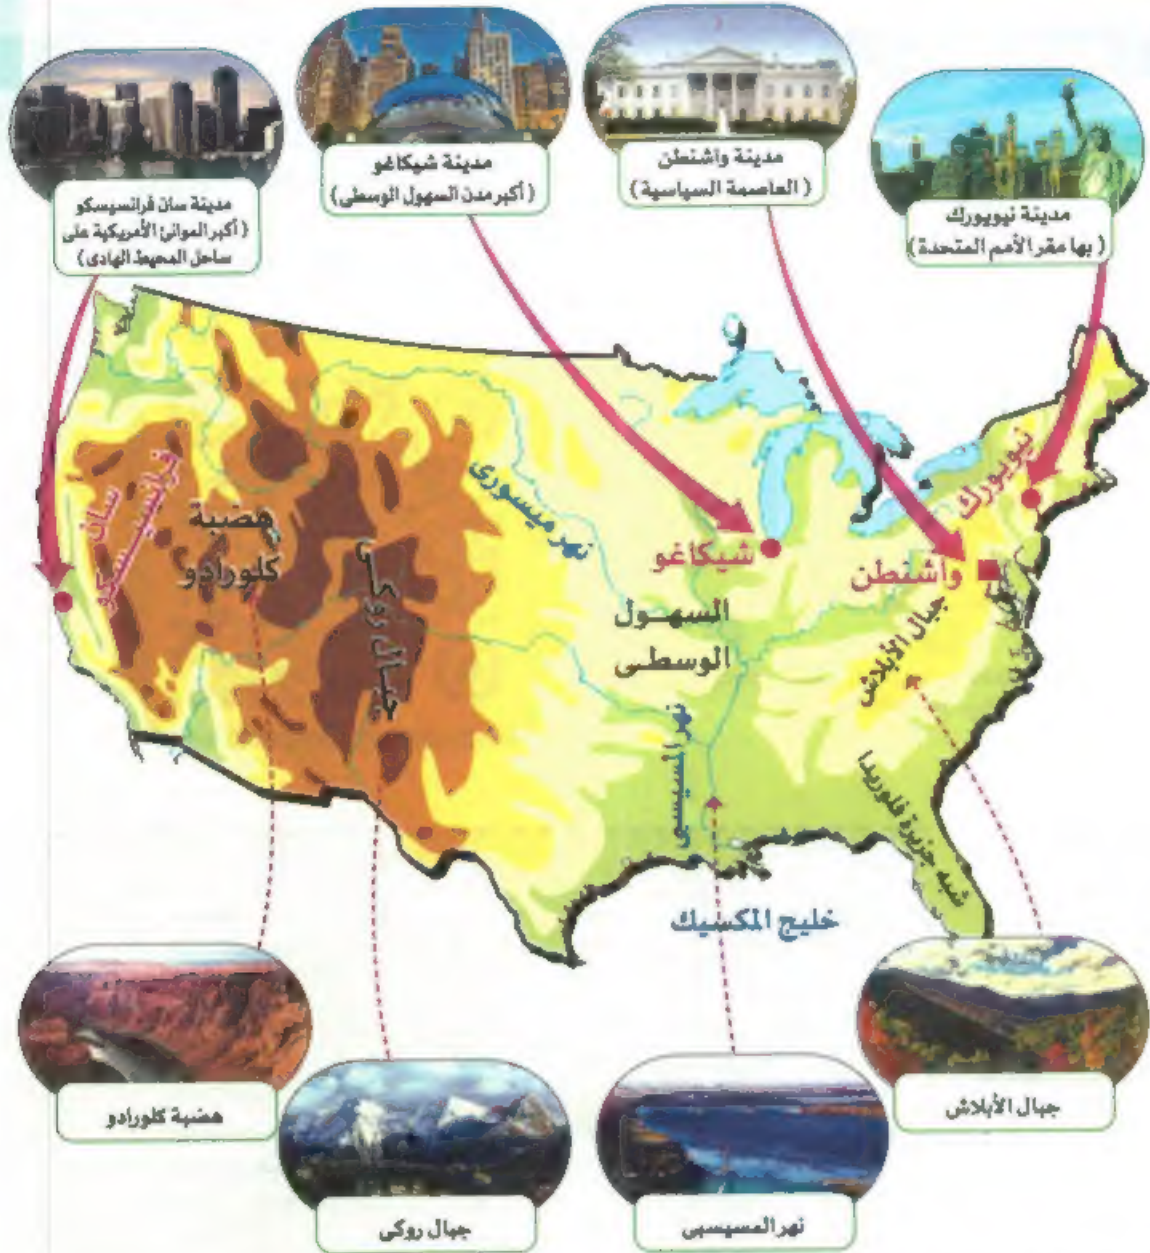 مدينة نيويورك
(بها مقر الأمم المتحدة)
مدينة واشنطن
(العاصمة السياسية)
مدينة شيكاغو
(أكبر مدن السهول الوسطى)
مدينة سان فرانسيسكو
(أكبر الموانئ الأمريكية على
ساحل المحيط الهادى)
نيويورك
واشنطن
شيكاغو
سان
فرانسيسكو
نهر ميسورى
هضبة
كلورادو
جبال روكى
السهول
الوسطى
جبال الأبلاش
نهر المسيسبى
شبه جزيرة فلوريدا
خليج المكسيك
جبال الأبلاش
نهر المسيسبى
جبال روكى
هضبة كلورادو